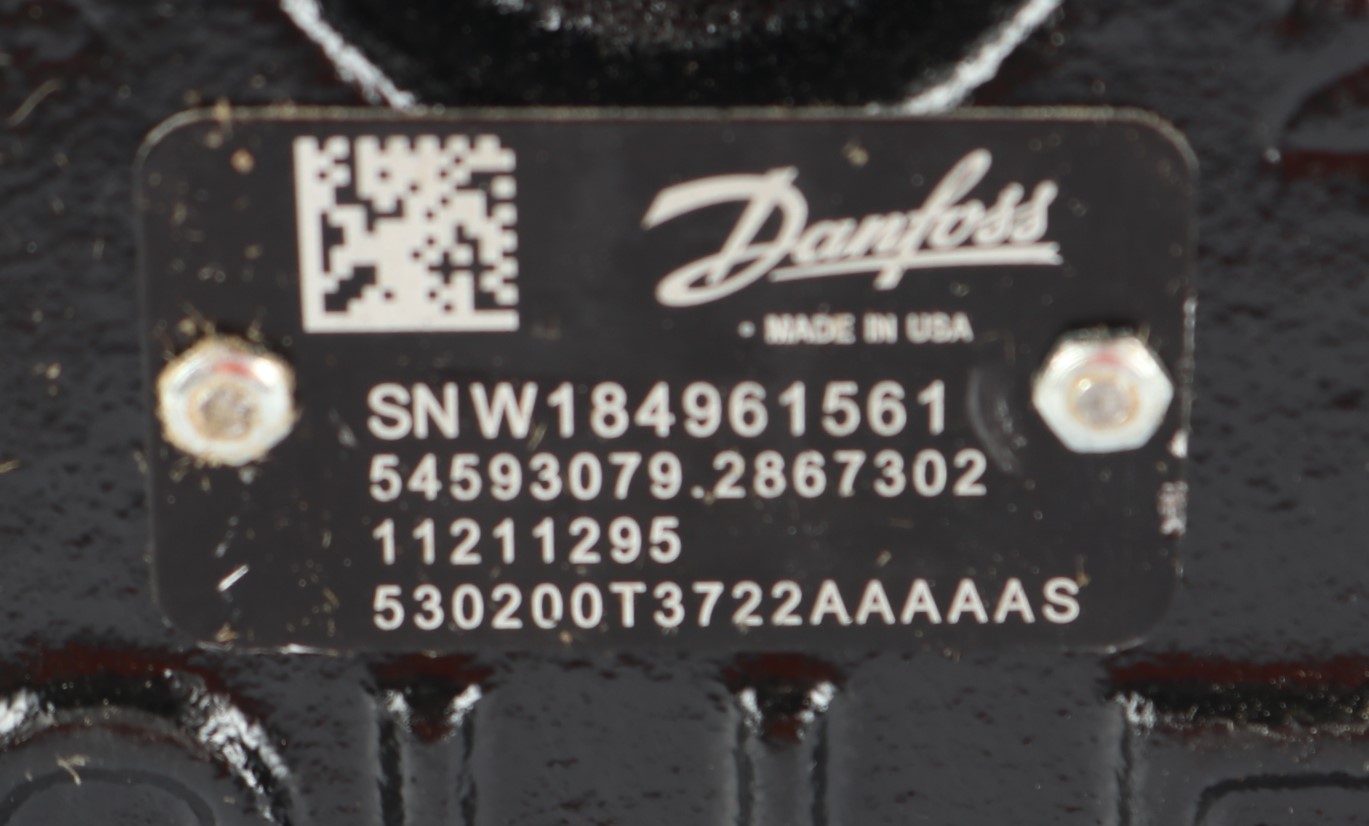 Danfoss
· MADE IN USA
SNW184961561
54593079.2867302
11211295
530200T3722AAAAAS